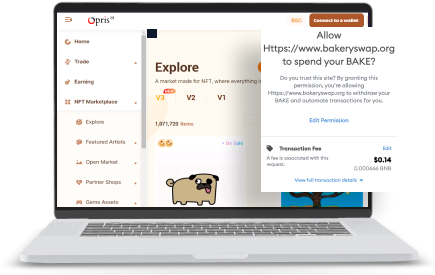 Opris
BSC
Connect to a wallet
Home
Trade
Earning
NFT Marketplace
Explore
Featured Artists
Open Market
Partner Shops
Game Assets
Explore
A market made for NFT, where everything i
V3
V2
V1
1,071,720 Items
• On Sale
Allow
Https://www.bakeryswap.org
to spend your BAKE?
Do you trust this site? By granting this
permission, you're allowing
Https://www.bakeryswap.org to withdraw your
BAKE and automate transactions for you.
Edit Permission
Transaction Fee
Edit
A fee is associated with this
request.
$0.14
0.000666 BNB
View full transaction details